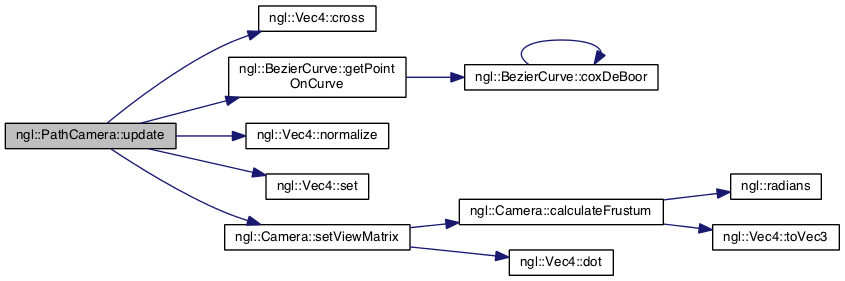 ngl::PathCamera::update
ngl::Vec4::cross
ngl::BezierCurve::getPoint
OnCurve
ngl::BezierCurve::coxDeBoor
ngl::Vec4::normalize
ngl::Vec4::set
ngl::Camera::setViewMatrix
ngl::Camera::calculateFrustum
ngl::radians
ngl::Vec4::toVec3
ngl::Vec4::dot